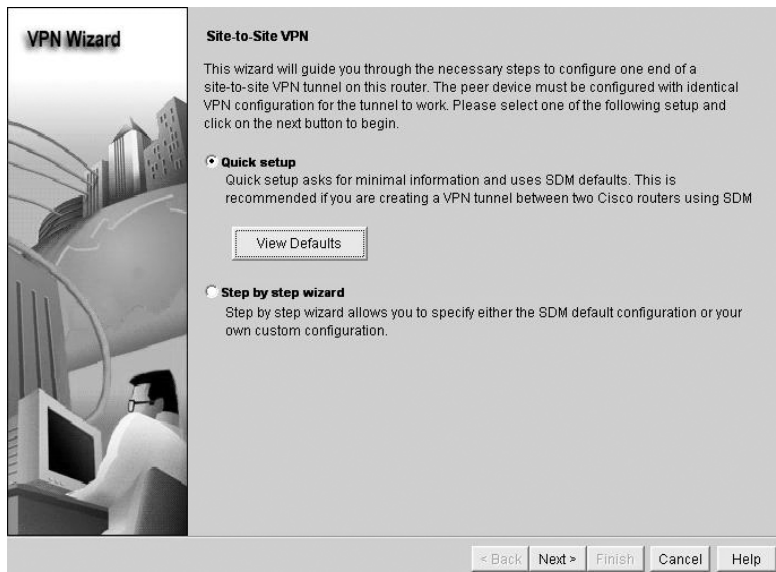 VPN Wizard
Site-to-Site VPN
This wizard will guide you through the necessary steps to configure one end of a
site-to-site VPN tunnel on this router. The peer device must be configured with identical
VPN configuration for the tunnel to work. Please select one of the following setup and
click on the next button to begin.
Quick setup
Quick setup asks for minimal information and uses SDM defaults. This is
recommended if you are creating a VPN tunnel between two Cisco routers using SDM
View Defaults
Step by step wizard
Step by step wizard allows you to specify either the SDM default configuration or your
own custom configuration.
< Back
Next >
Finish
Cancel
Help